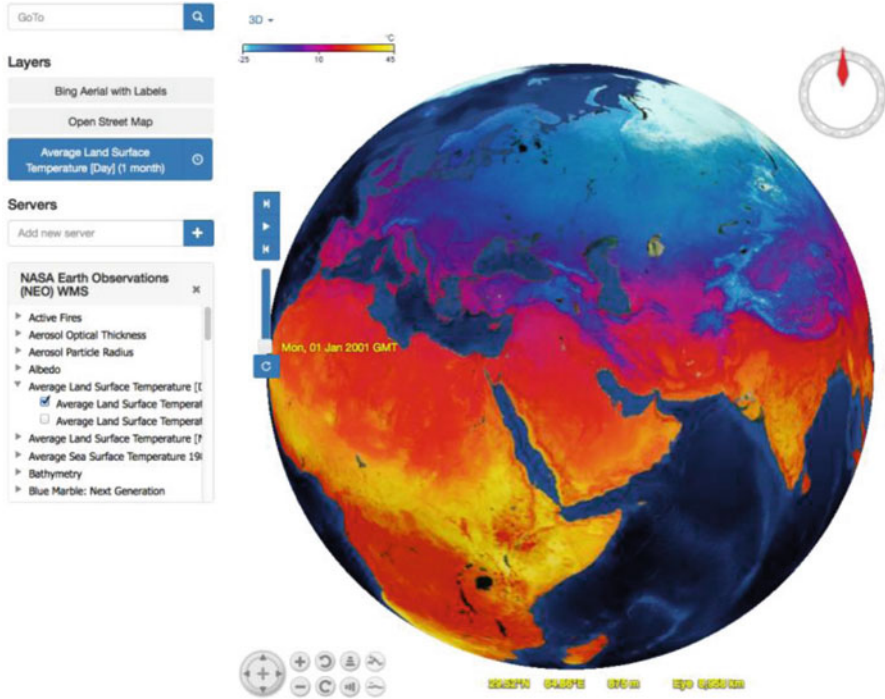 GoTo
3D
°C
-25 10 45
Layers
Bing Aerial with Labels
Open Street Map
Average Land Surface
Temperature [Day] (1 month)
Servers
Add new server
NASA Earth Observations
(NEO) WMS
Active Fires
Aerosol Optical Thickness
Aerosol Particle Radius
Albedo
Average Land Surface Temperature [D
Average Land Surface Temperat
Average Land Surface Temperat
Average Land Surface Temperature [N
Average Sea Surface Temperature 198
Bathymetry
Blue Marble: Next Generation
Mon, 01 Jan 2001 GMT
°N °E m Eye km